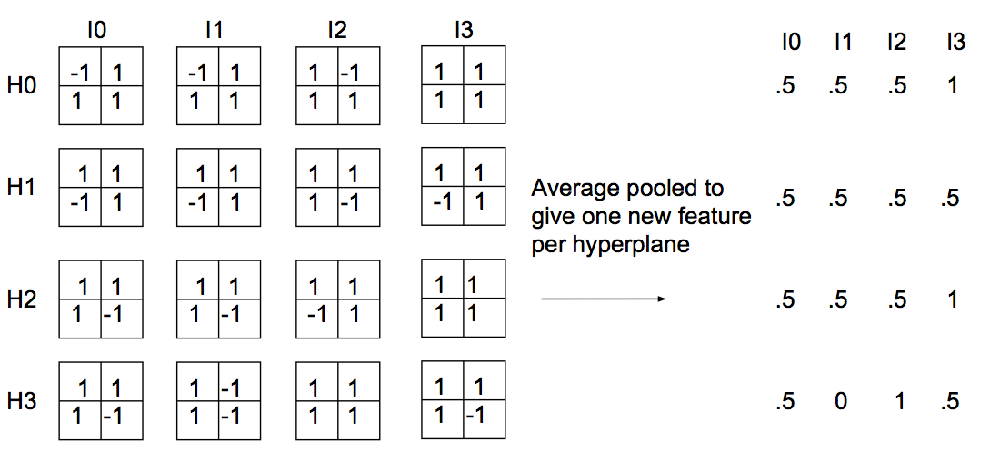 I0 I1 I2 I3
H0
-1 1 -1 1 1 -1 1 1
1 1 1 1 1 1 1 1
H1
1 1 1 1 1 1 1 1
-1 1 -1 1 1 -1 -1 1
H2
1 1 1 1 1 1 1 1
1 -1 1 -1 -1 1 1 1
H3
1 1 1 -1 1 1 1 1
1 -1 1 -1 1 1 1 -1
Average pooled to
give one new feature
per hyperplane
I0 I1 I2 I3
.5 .5 .5 1
.5 .5 .5 .5
.5 .5 .5 1
.5 0 1 .5